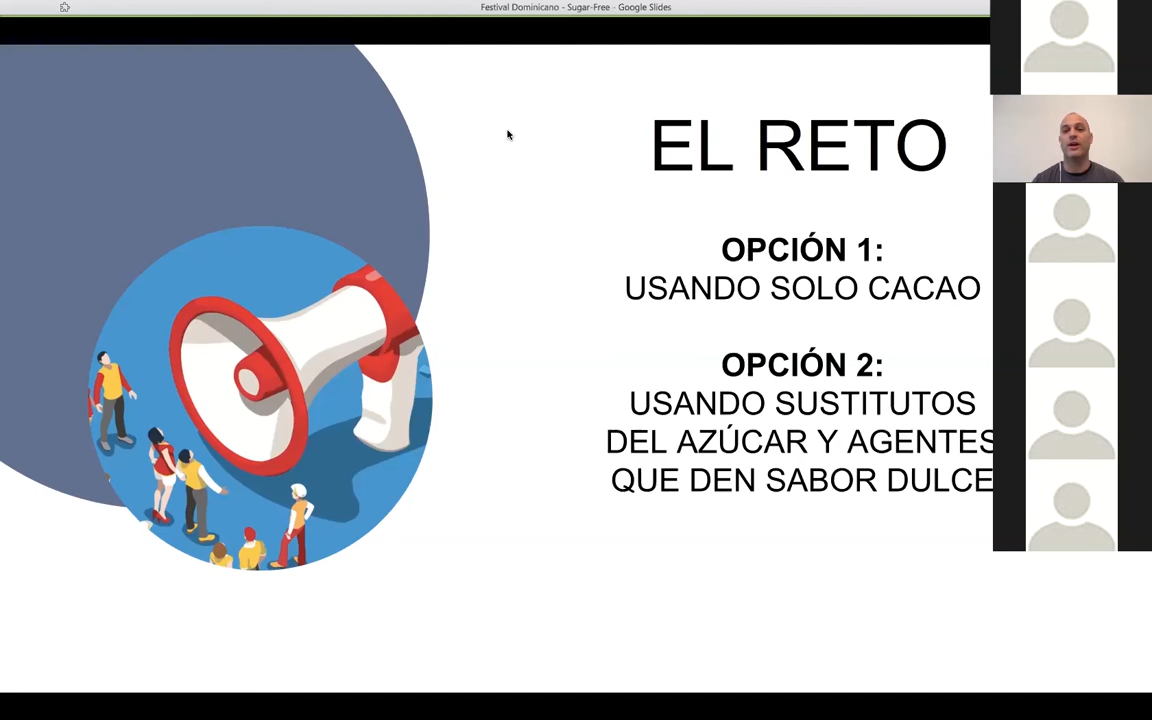 Festival Dominicano - Sugar-Free - Google Slides
EL RETO
OPCIÓN 1:
USANDO SOLO CACAO
OPCIÓN 2:
USANDO SUSTITUTOS
DEL AZÚCAR Y AGENTES
QUE DEN SABOR DULCE